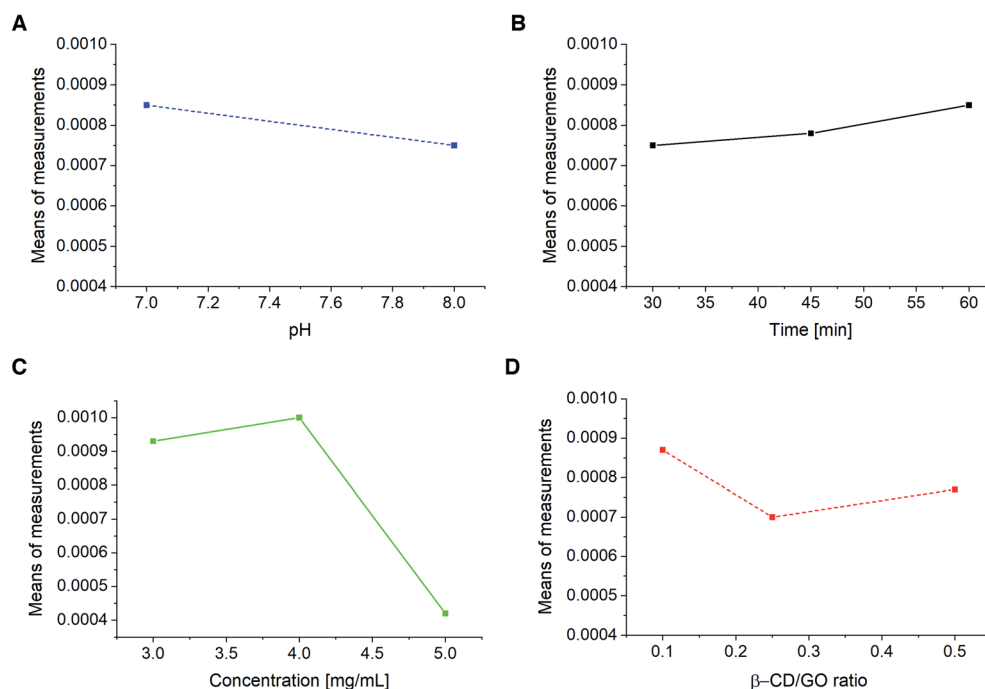 A
Means of measurements
0.0010
0.0009
0.0008
0.0007
0.0006
0.0005
0.0004
7.0 7.2 7.4 7.6 7.8 8.0
pH
B
Means of measurements
0.0010
0.0009
0.0008
0.0007
0.0006
0.0005
0.0004
30 35 40 45 50 55 60
Time [min]
C
Means of measurements
0.0010
0.0009
0.0008
0.0007
0.0006
0.0005
0.0004
3.0 3.5 4.0 4.5 5.0
Concentration [mg/mL]
D
Means of measurements
0.0010
0.0009
0.0008
0.0007
0.0006
0.0005
0.0004
0.1 0.2 0.3 0.4 0.5
β–CD/GO ratio